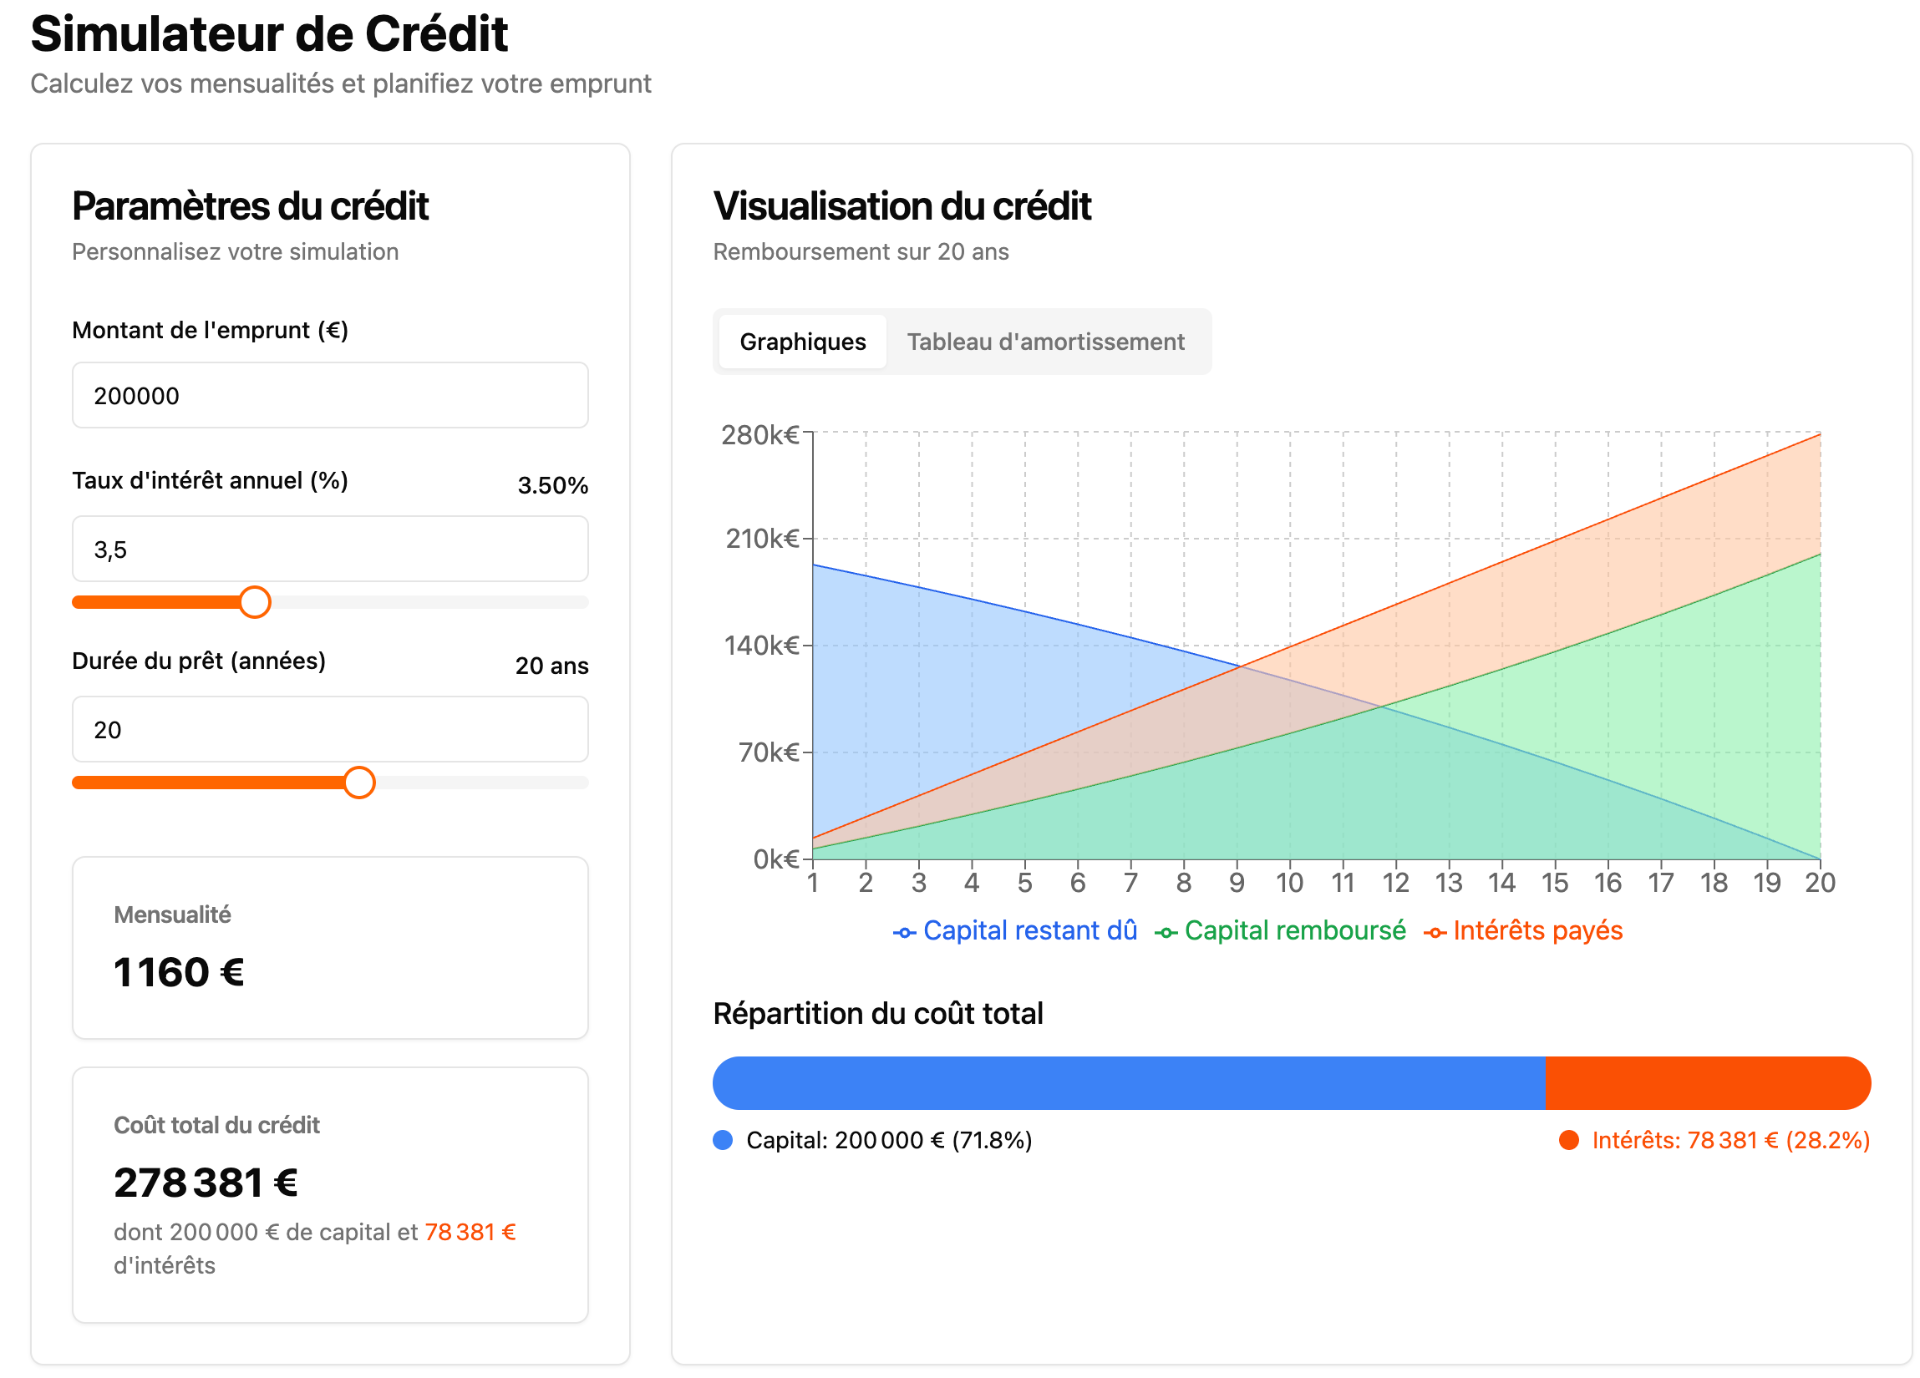 Simulateur de Crédit
Calculez vos mensualités et planifiez votre emprunt
Paramètres du crédit
Personnalisez votre simulation
Montant de l'emprunt (€)
200000
Taux d'intérêt annuel (%)
3.50%
3,5
Durée du prêt (années)
20 ans
20
Mensualité
1 160 €
Coût total du crédit
278 381 €
dont 200 000 € de capital et 78 381 €
d'intérêts
Visualisation du crédit
Remboursement sur 20 ans
Graphiques
Tableau d'amortissement
280k€
210k€
140k€
70k€
0k€
1 2 3 4 5 6 7 8 9 10 11 12 13 14 15 16 17 18 19 20
Capital restant dû
Capital remboursé
Intérêts payés
Répartition du coût total
Capital: 200 000 € (71.8%)
Intérêts: 78 381 € (28.2%)